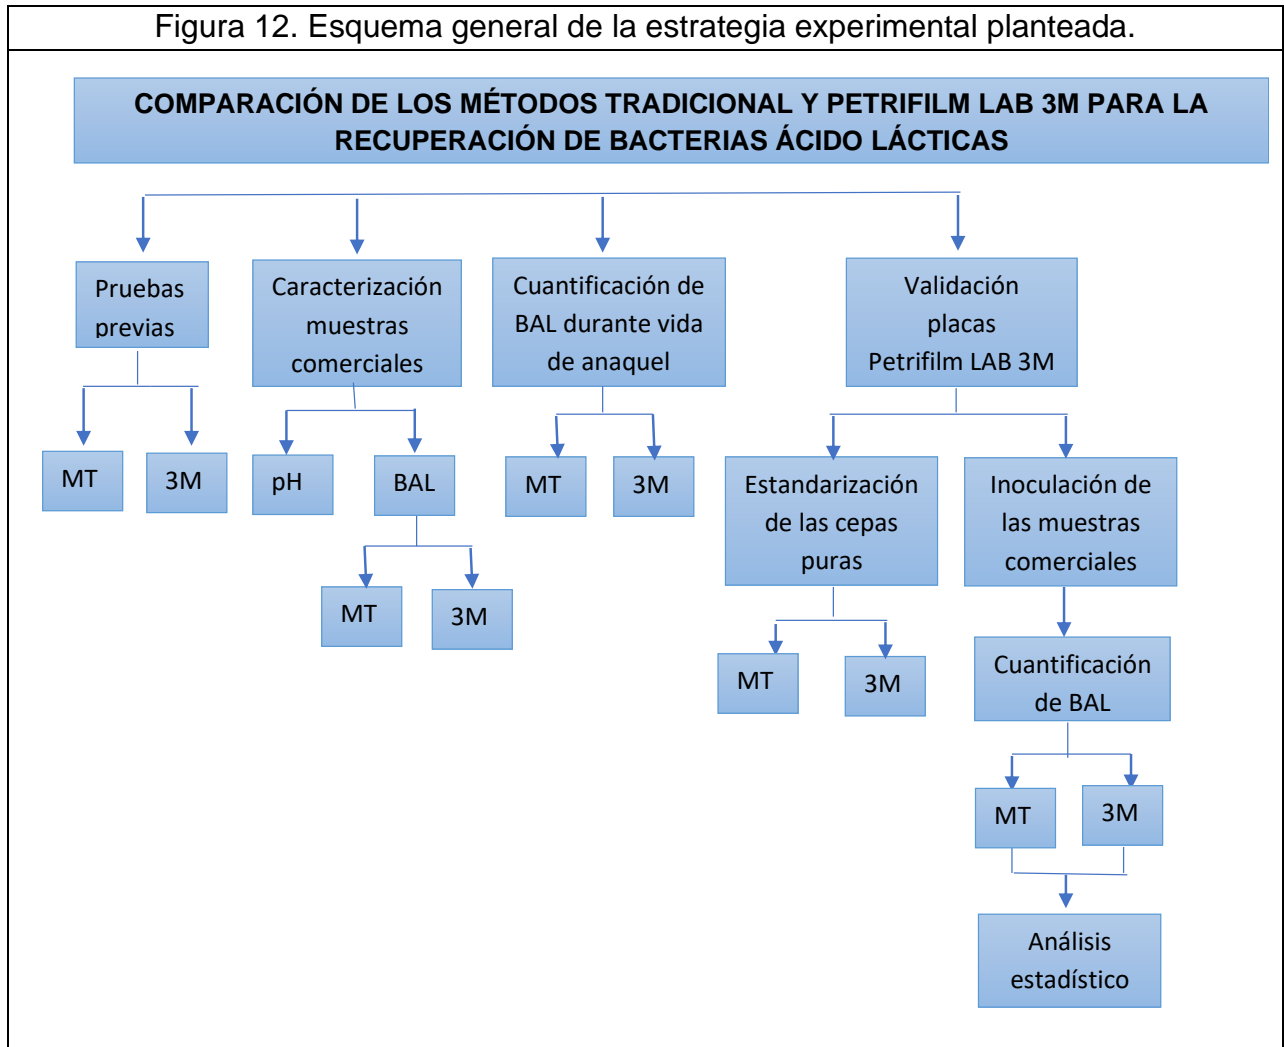 Figura 12. Esquema general de la estrategia experimental planteada.
COMPARACIÓN DE LOS MÉTODOS TRADICIONAL Y PETRIFILM LAB 3M PARA LA
RECUPERACIÓN DE BACTERIAS ÁCIDO LÁCTICAS
Pruebas
previas
MT
3M
Caracterización
muestras
comerciales
pH
BAL
MT
3M
Cuantificación de
BAL durante vida
de anaquel
MT
3M
Validación
placas
Petrifilm LAB 3M
Estandarización
de las cepas
puras
MT
3M
Inoculación de
las muestras
comerciales
Cuantificación
de BAL
MT
3M
Análisis
estadístico